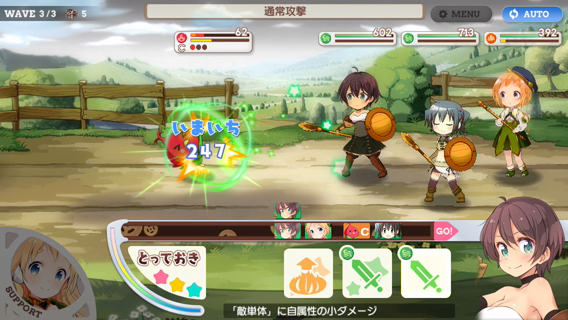 WAVE 3/3 5
通常攻撃
MENU
AUTO
62
602
713
392
C
いまいち
247
C
GO!
とっておき
SUPPORT
「敵単体」に自属性の小ダメージ